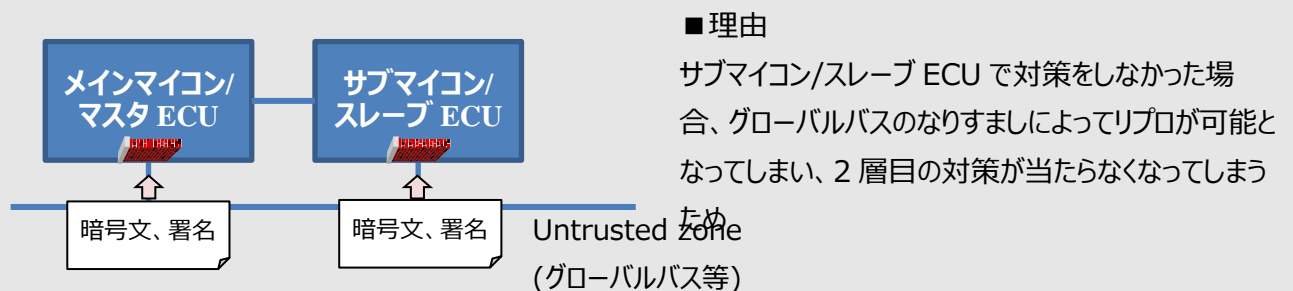 メインマイコン/
マスタ ECU
サブマイコン/
スレーブ ECU
暗号文、署名
暗号文、署名
Untrusted zone
(グローバルバス等)
■理由
サブマイコン/スレーブ ECU で対策をしなかった場
合、グローバルバスのなりすましによってリプロが可能と
なってしまい、2 層目の対策が当たらなくなってしまう
ため